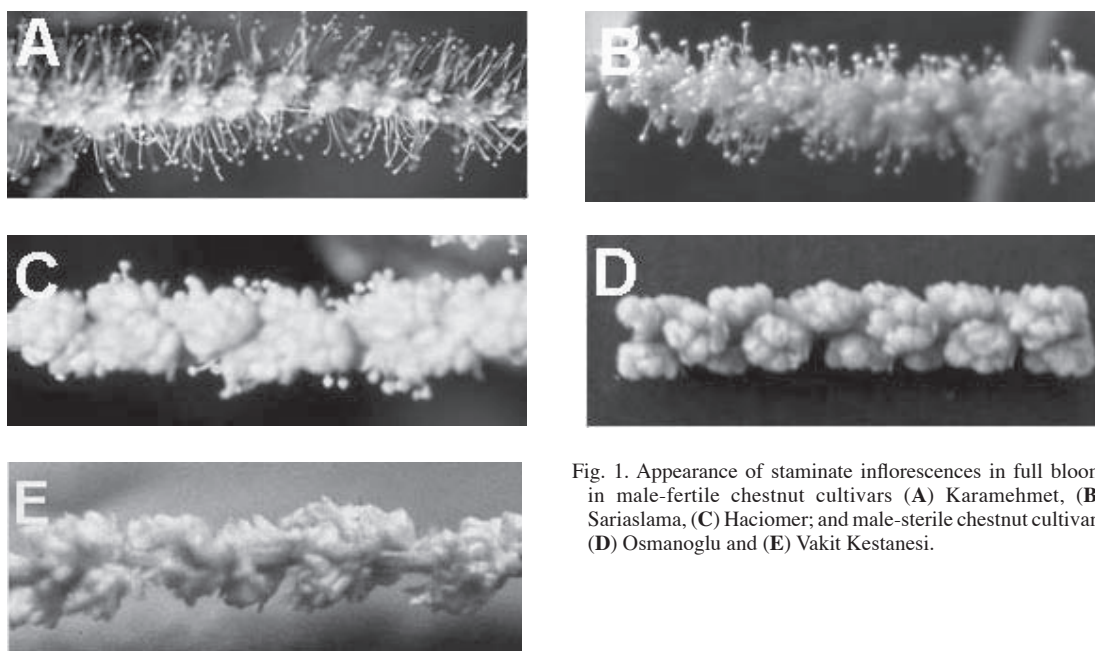 A
B
C
D
E
Fig. 1. Appearance of staminate inflorescences in full bloom
in male-fertile chestnut cultivars (A) Karamehmet, (B
Sariaslama, (C) Haciomer; and male-sterile chestnut cultivar
(D) Osmanoglu and (E) Vakit Kestanesi.